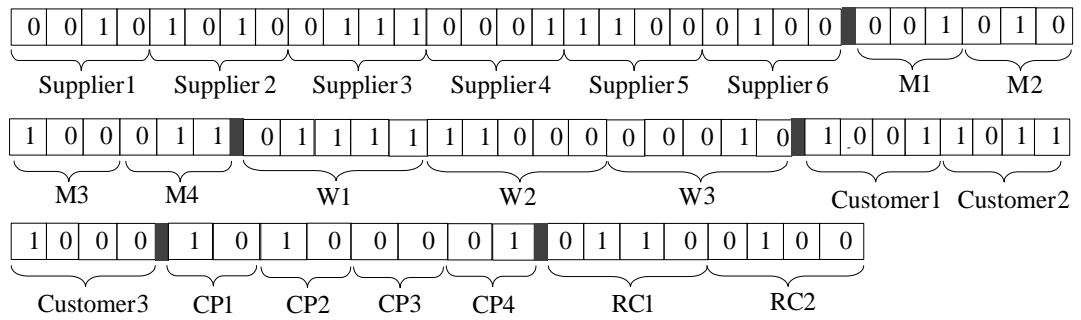 0 0 1 0 1 0 1 0 0 1 1 1 0 0 0 1 1 1 0 0 0 1 0 0 0 0 1 0 1 0
Supplier1 Supplier 2 Supplier 3 Supplier 4 Supplier 5 Supplier 6 M1 M2
1 0 0 0 1 1 0 1 1 1 1 1 1 0 0 0 0 0 0 1 0 1 0 0 1 1 0 1 1
M3 M4 W1 W2 W3 Customer1 Customer2
1 0 0 0 1 0 1 0 0 0 0 1 0 1 1 0 0 1 0 0
Customer3 CP1 CP2 CP3 CP4 RC1 RC2